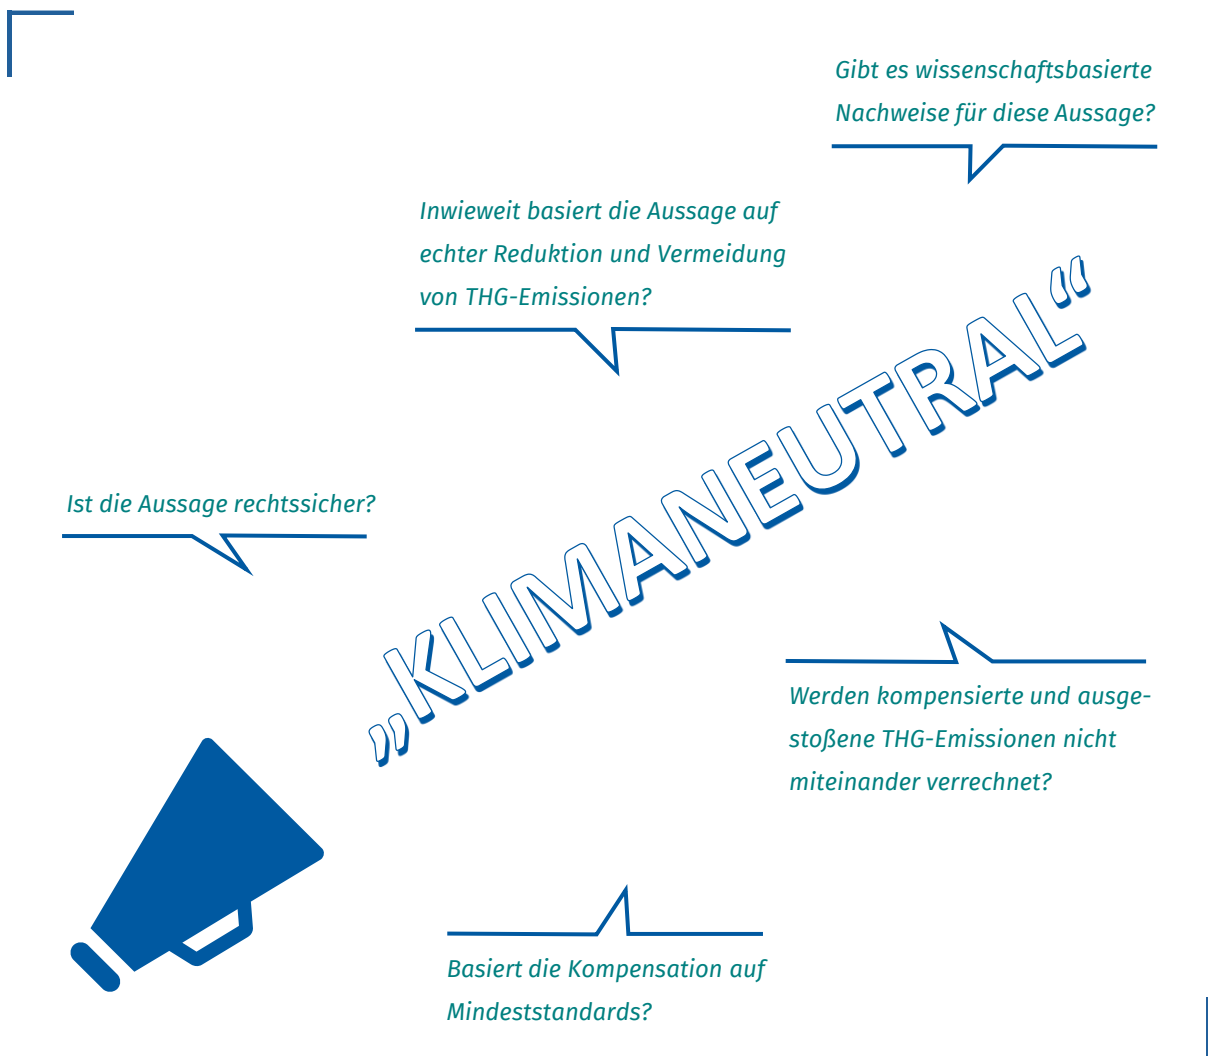 Gibt es wissenschaftsbasierte
Nachweise für diese Aussage?
Inwieweit basiert die Aussage auf
echter Reduktion und Vermeidung
von THG-Emissionen?
Ist die Aussage rechtssicher?
„KLIMANEUTRAL“
Werden kompensierte und ausge-
stoßene THG-Emissionen nicht
miteinander verrechnet?
Basiert die Kompensation auf
Mindeststandards?